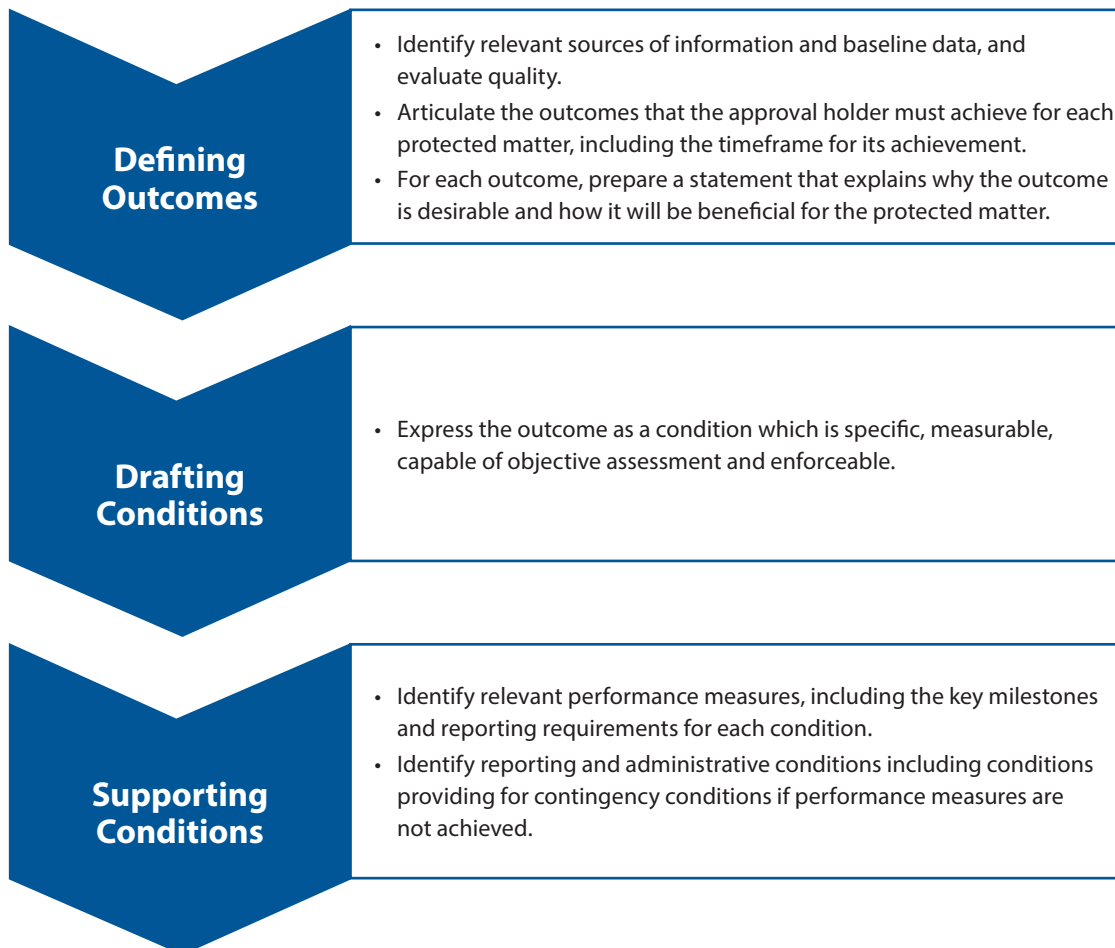 Defining
Outcomes
• Identify relevant sources of information and baseline data, and
evaluate quality.
• Articulate the outcomes that the approval holder must achieve for each
protected matter, including the timeframe for its achievement.
• For each outcome, prepare a statement that explains why the outcome
is desirable and how it will be beneficial for the protected matter.
Drafting
Conditions
• Express the outcome as a condition which is specific, measurable,
capable of objective assessment and enforceable.
Supporting
Conditions
• Identify relevant performance measures, including the key milestones
and reporting requirements for each condition.
• Identify reporting and administrative conditions including conditions
providing for contingency conditions if performance measures are
not achieved.